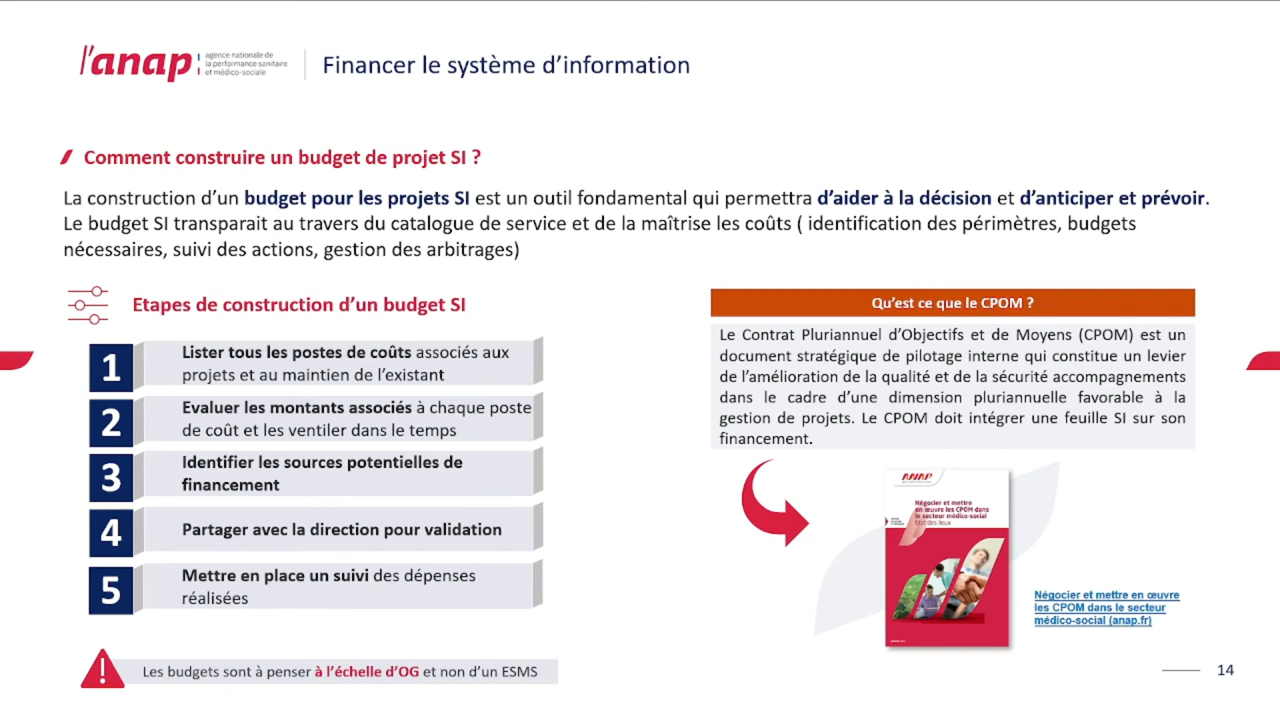 l'anap
agence nationale de
la performance sanitaire
et médico-sociale
Financer le système d'information
Comment construire un budget de projet SI ?
La construction d'un budget pour les projets SI est un outil fondamental qui permettra d'aider à la décision et d'anticiper et prévoir.
Le budget SI transparait au travers du catalogue de service et de la maîtrise les coûts ( identification des périmètres, budgets
nécessaires, suivi des actions, gestion des arbitrages)
Etapes de construction d'un budget SI
1
Lister tous les postes de coûts associés aux
projets et au maintien de l'existant
2
Evaluer les montants associés à chaque poste
de coût et les ventiler dans le temps
3
Identifier les sources potentielles de
financement
4
Partager avec la direction pour validation
5
Mettre en place un suivi des dépenses
réalisées
Les budgets sont à penser à l'échelle d'OG et non d'un ESMS
Qu'est ce que le CPOM ?
Le Contrat Pluriannuel d'Objectifs et de Moyens (CPOM) est un
document stratégique de pilotage interne qui constitue un levier
de l'amélioration de la qualité et de la sécurité accompagnements
dans le cadre d'une dimension pluriannuelle favorable à la
gestion de projets. Le CPOM doit intégrer une feuille SI sur son
financement.
ANAP
Négocier et mettre
en œuvre les CPOM dans
le secteur médico-social
Etat des lieux
Négocier et mettre en œuvre
les CPOM dans le secteur
médico-social (anap.fr)
14